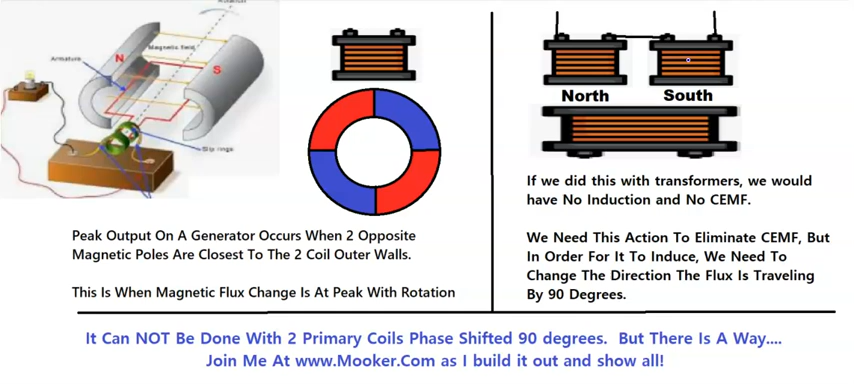 Rotation
Magnetic field
Armature
N
S
Slip rings
Peak Output On A Generator Occurs When 2 Opposite
Magnetic Poles Are Closest To The 2 Coil Outer Walls.
This Is When Magnetic Flux Change Is At Peak With Rotation
North
South
If we did this with transformers, we would
have No Induction and No CEMF.
We Need This Action To Eliminate CEMF, But
In Order For It To Induce, We Need To
Change The Direction The Flux Is Traveling
By 90 Degrees.
It Can NOT Be Done With 2 Primary Coils Phase Shifted 90 degrees.  But There Is A Way....
Join Me At www.Mooker.Com as I build it out and show all!